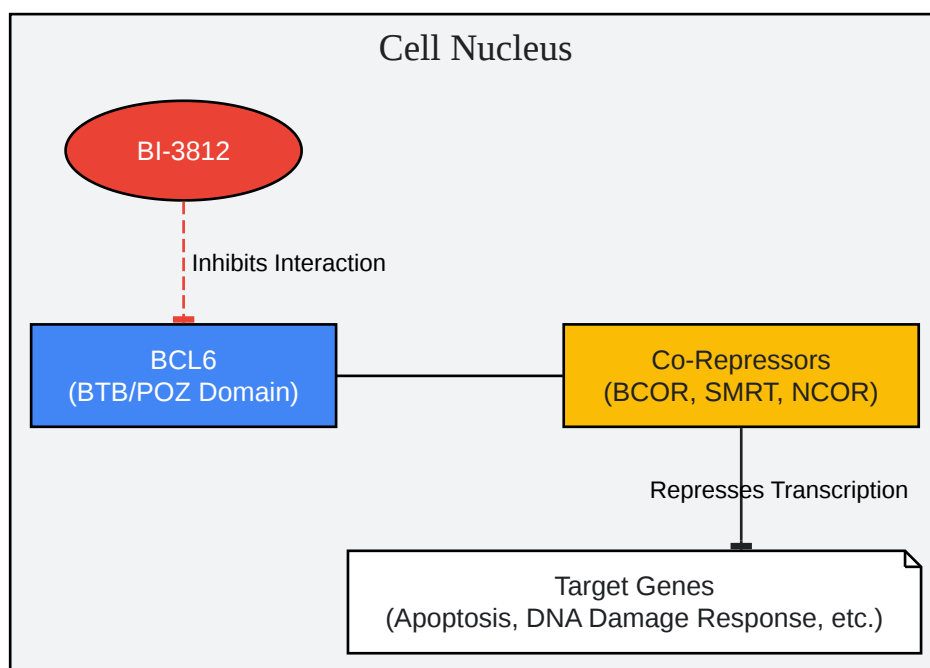 Cell Nucleus
BI-3812
Inhibits Interaction
BCL6
(BTB/POZ Domain)
Co-Repressors
(BCOR, SMRT, NCOR)
Represses Transcription
Target Genes
(Apoptosis, DNA Damage Response, etc.)